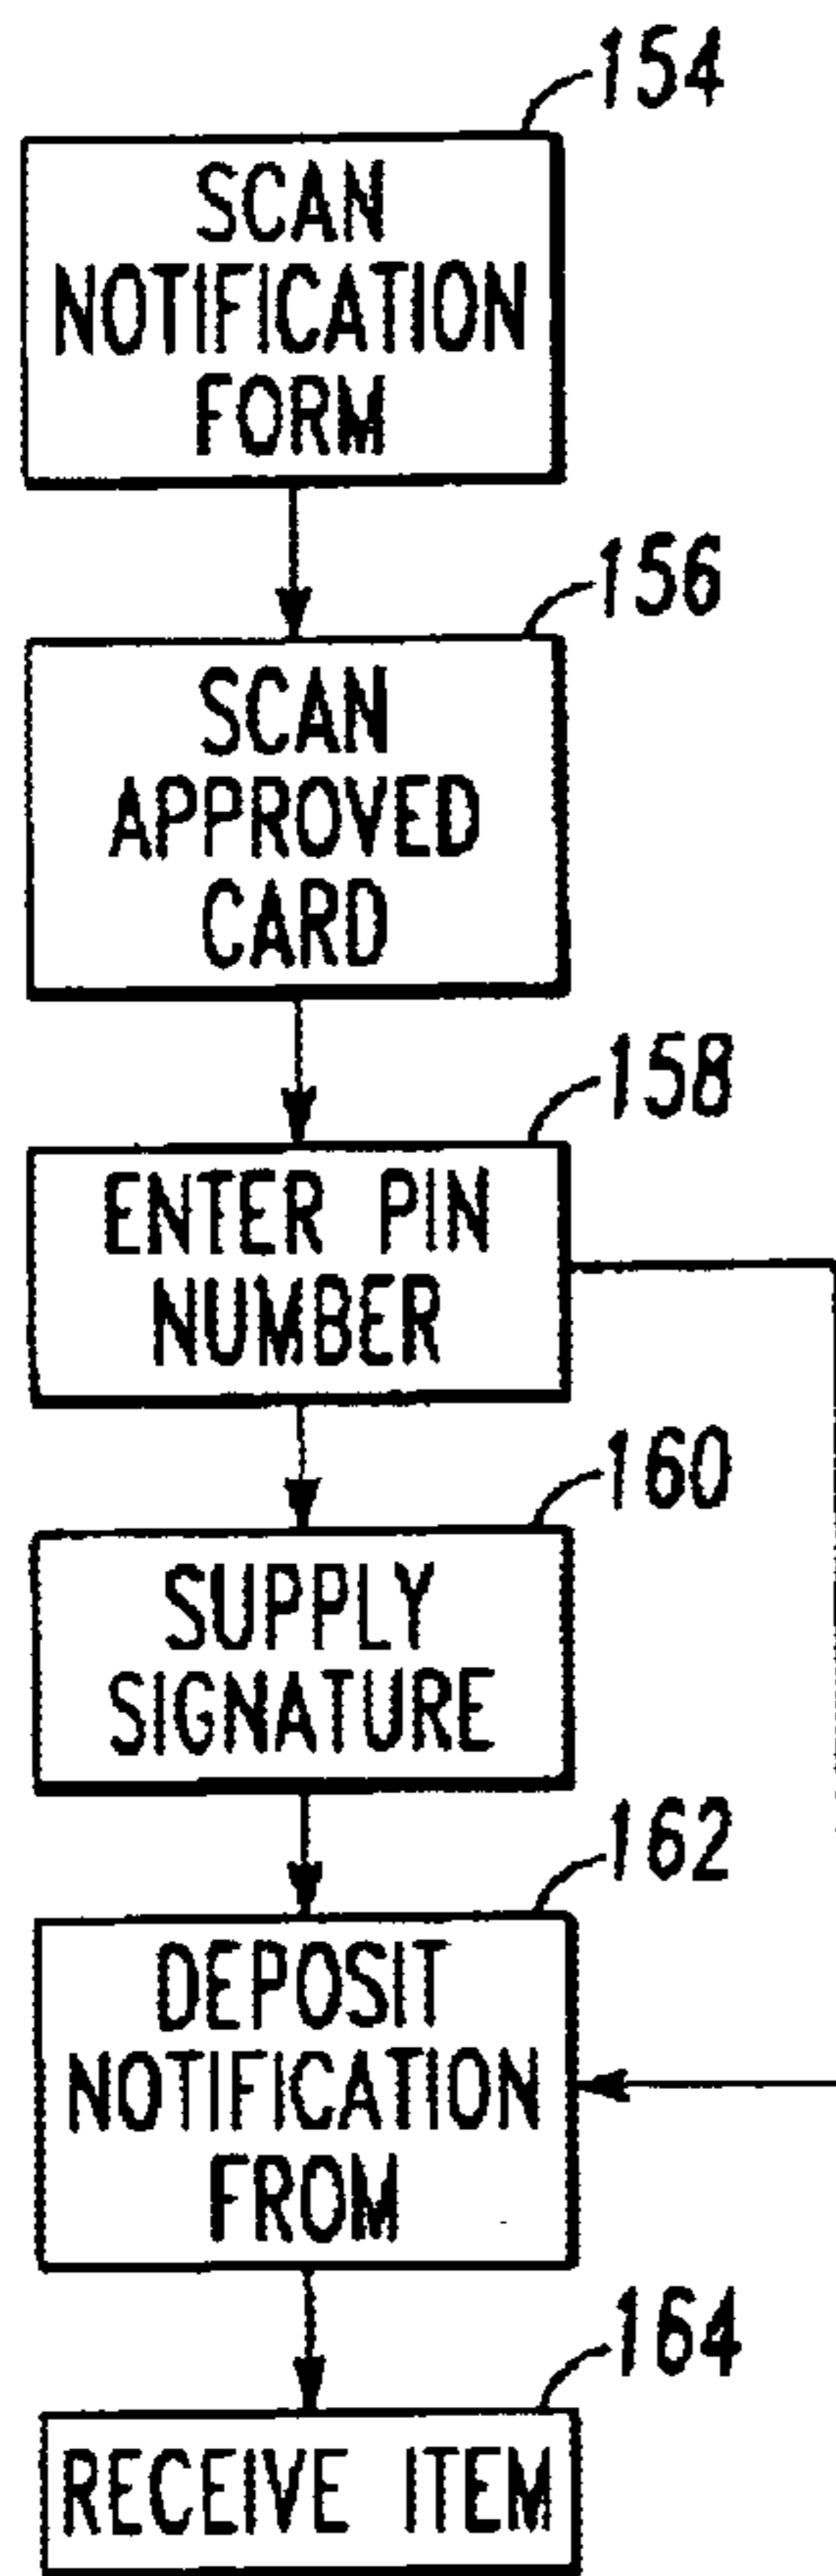 154
SCAN
NOTIFICATION
FORM
156
SCAN
APPROVED
CARD
158
ENTER PIN
NUMBER
160
SUPPLY
SIGNATURE
162
DEPOSIT
NOTIFICATION
FROM
164
RECEIVE ITEM